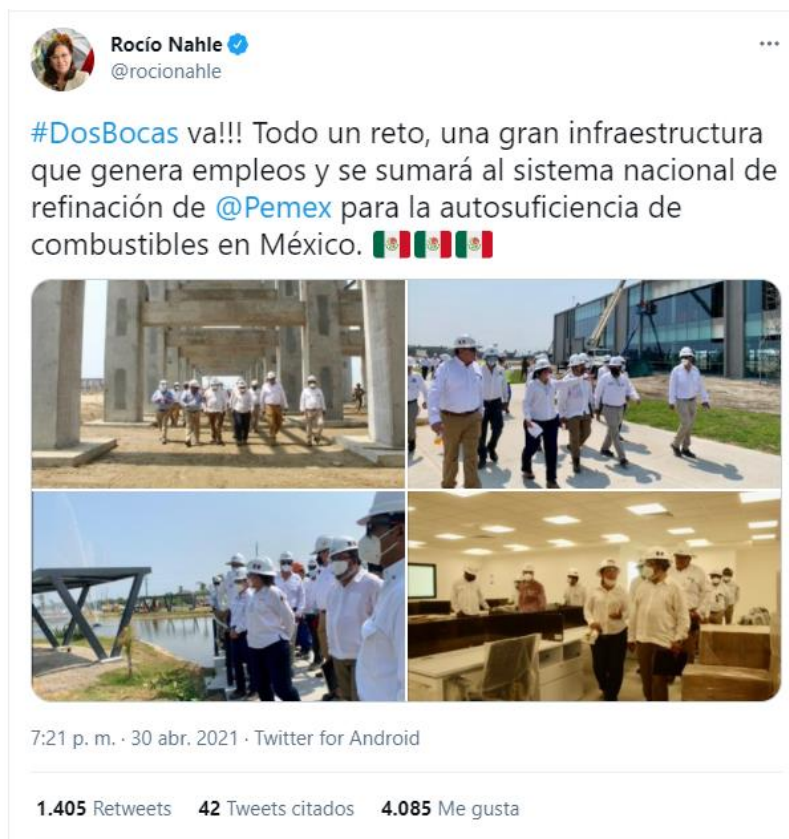 Rocío Nahle
@rocionahle
#DosBocas va!!! Todo un reto, una gran infraestructura
que genera empleos y se sumará al sistema nacional de
refinación de @Pemex para la autosuficiencia de
combustibles en México. 🇲🇽🇲🇽🇲🇽
7:21 p. m. · 30 abr. 2021 · Twitter for Android
1.405 Retweets 42 Tweets citados 4.085 Me gusta